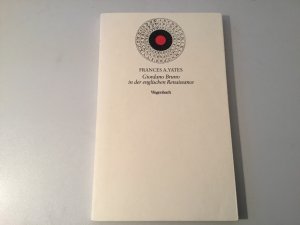 FRANCES A. YATES
Giordano Bruno
in der englischen Renaissance
Wagenbach